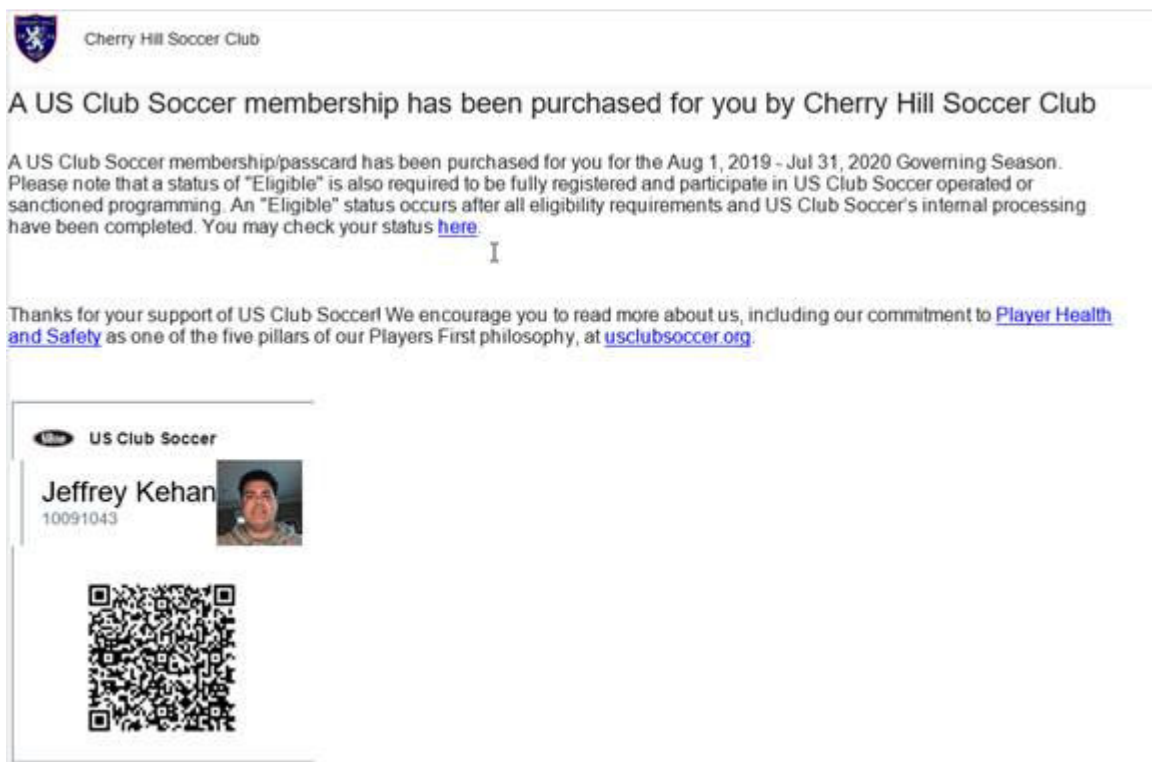 Cherry Hill Soccer Club
A US Club Soccer membership has been purchased for you by Cherry Hill Soccer Club
A US Club Soccer membership/passcard has been purchased for you for the Aug 1, 2019 - Jul 31, 2020 Governing Season.
Please note that a status of "Eligible" is also required to be fully registered and participate in US Club Soccer operated or
sanctioned programming. An "Eligible" status occurs after all eligibility requirements and US Club Soccer's internal processing
have been completed. You may check your status here.
Thanks for your support of US Club Soccer! We encourage you to read more about us, including our commitment to Player Health
and Safety as one of the five pillars of our Players First philosophy, at usclubsoccer.org.
US Club Soccer
Jeffrey Kehan
10091043